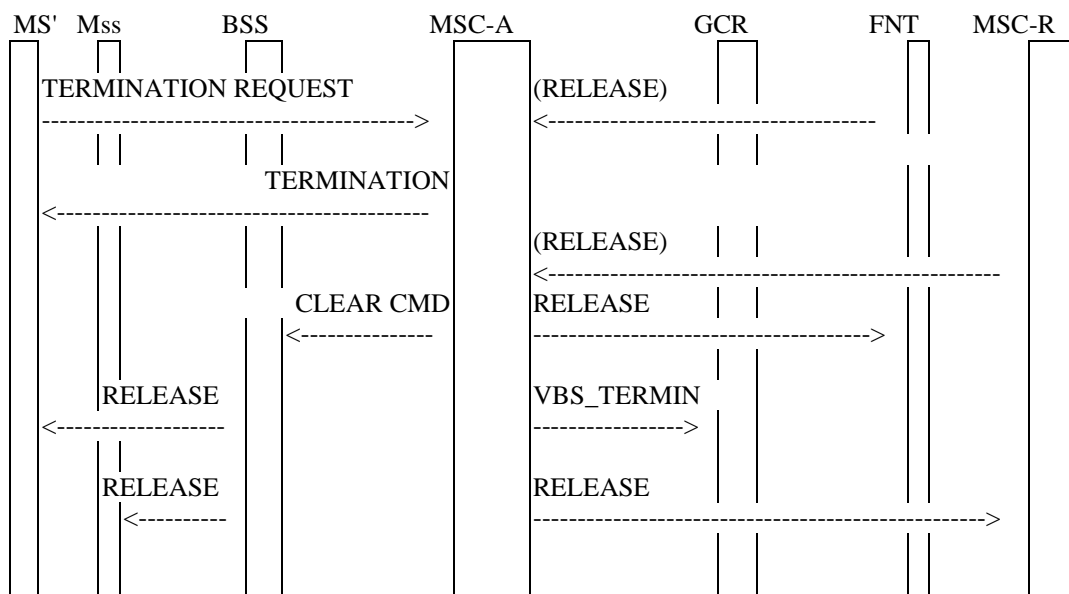 MS' Mss BSS MSC-A GCR FNT MSC-R
TERMINATION REQUEST (RELEASE)
TERMINATION
(RELEASE)
CLEAR CMD RELEASE
RELEASE VBS_TERMIN
RELEASE RELEASE